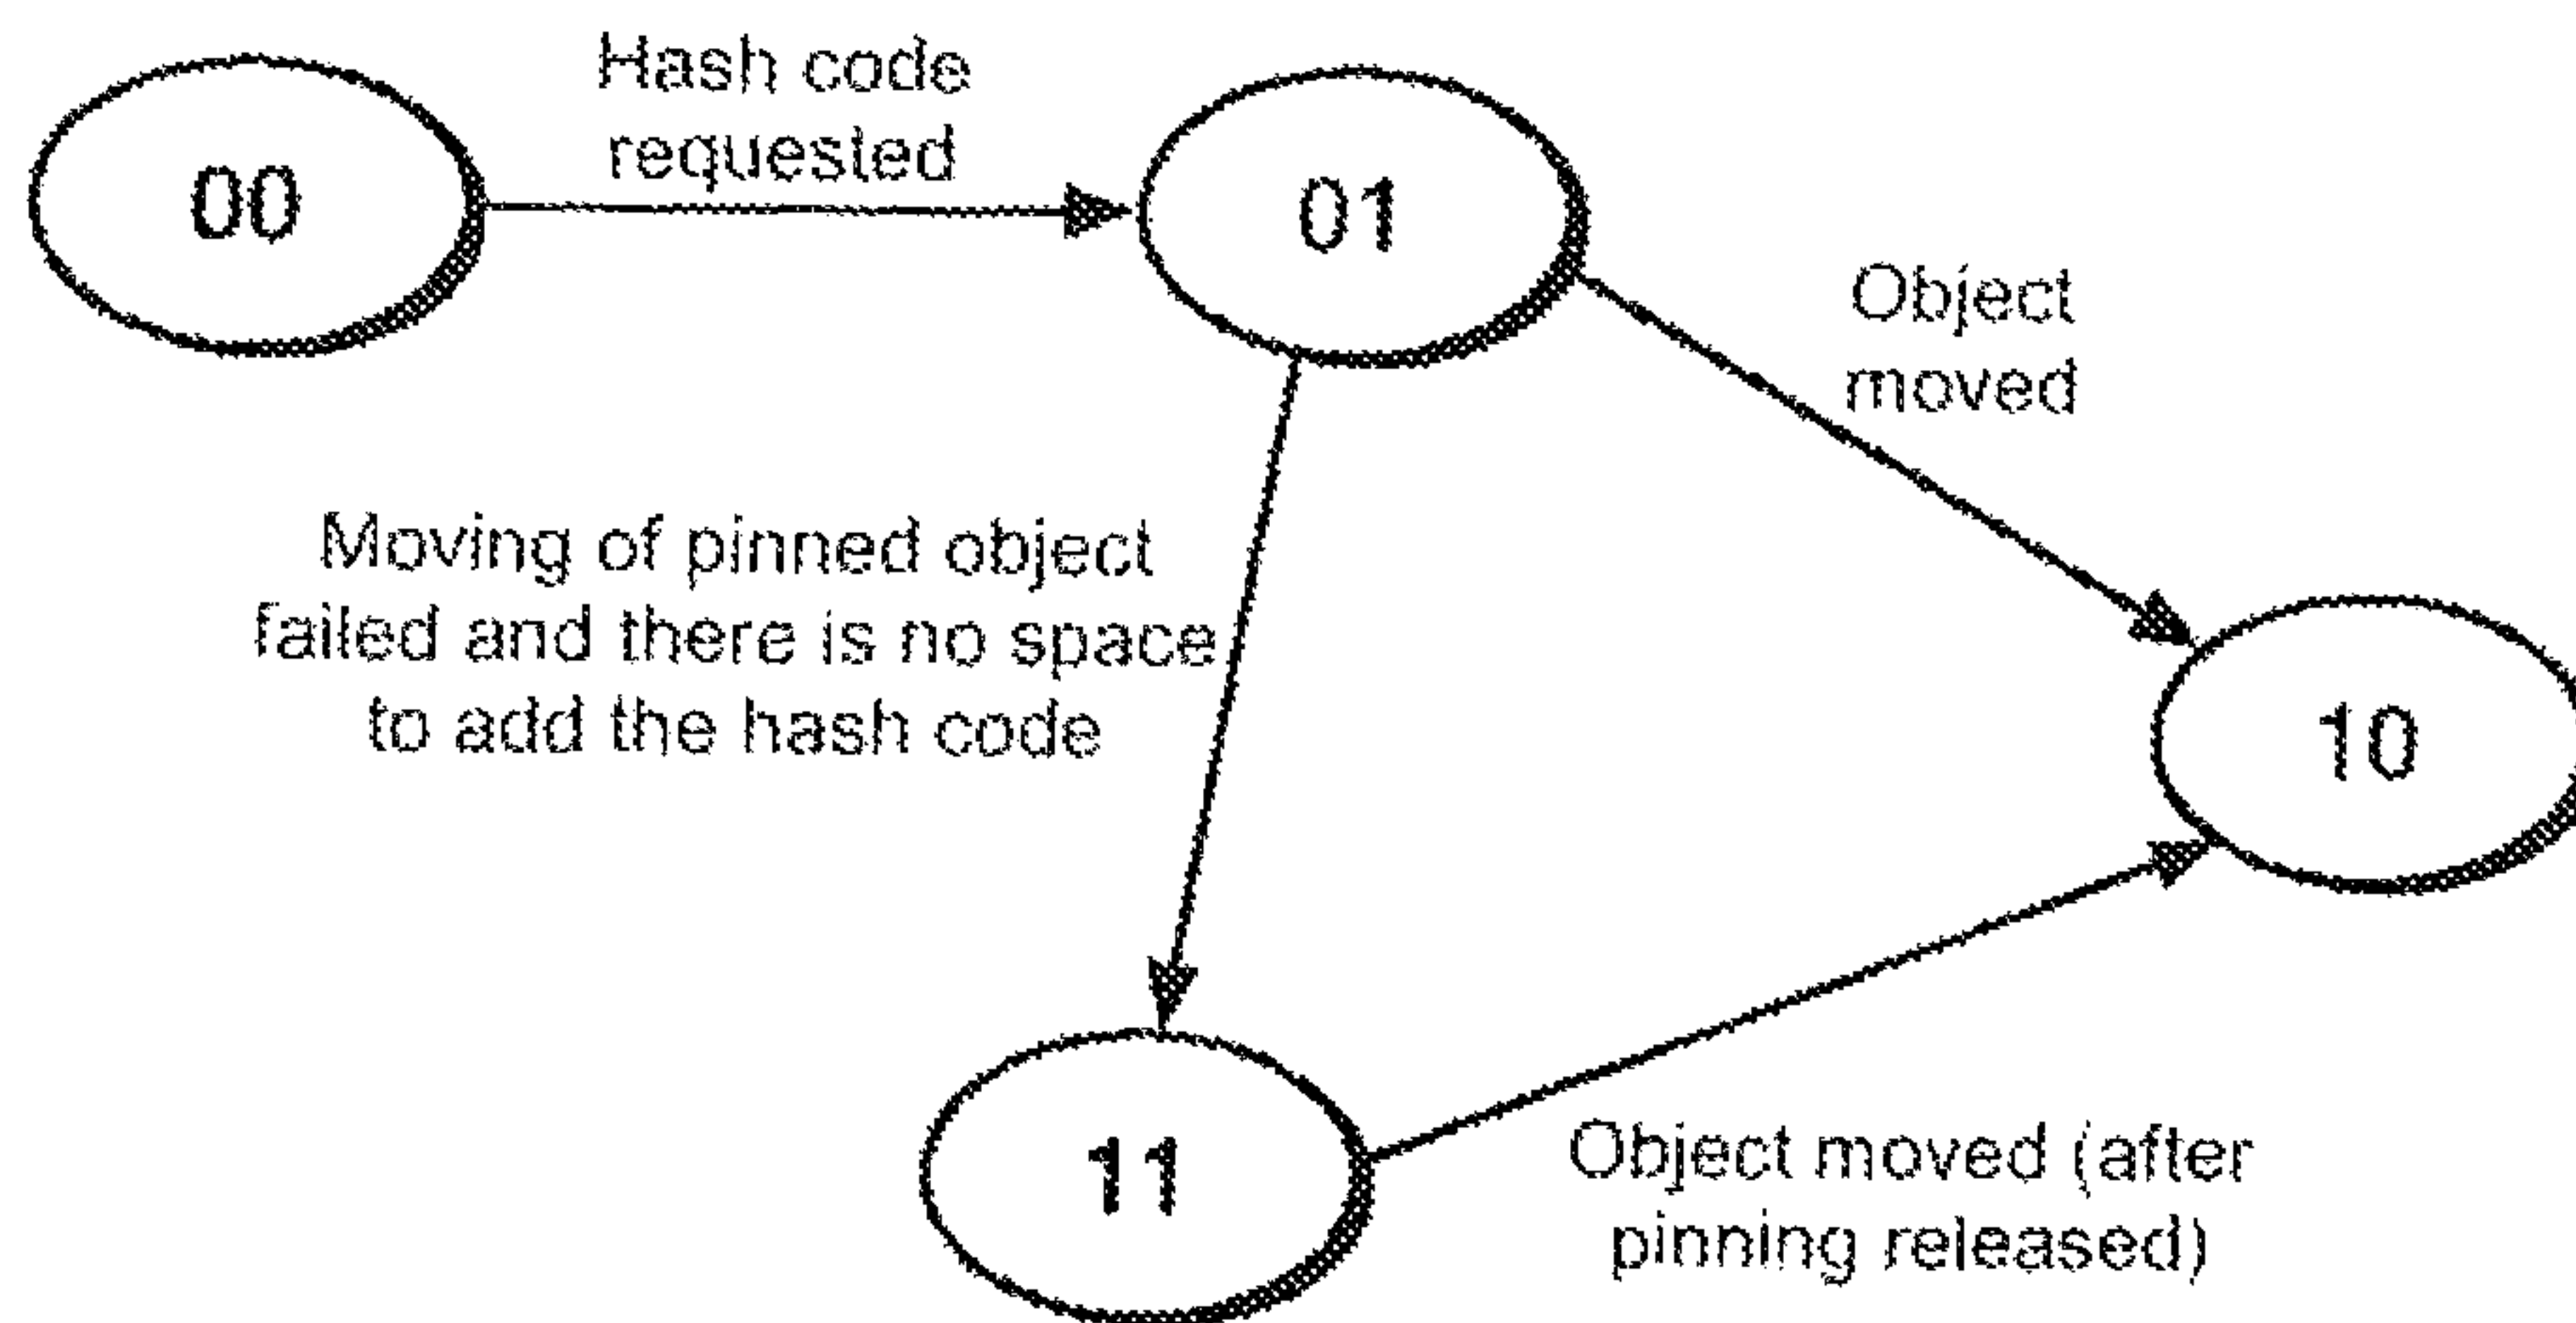 Hash code
requested
00
01
Object
moved
Moving of pinned object
failed and there is no space
to add the hash code
10
11
Object moved (after
pinning released)